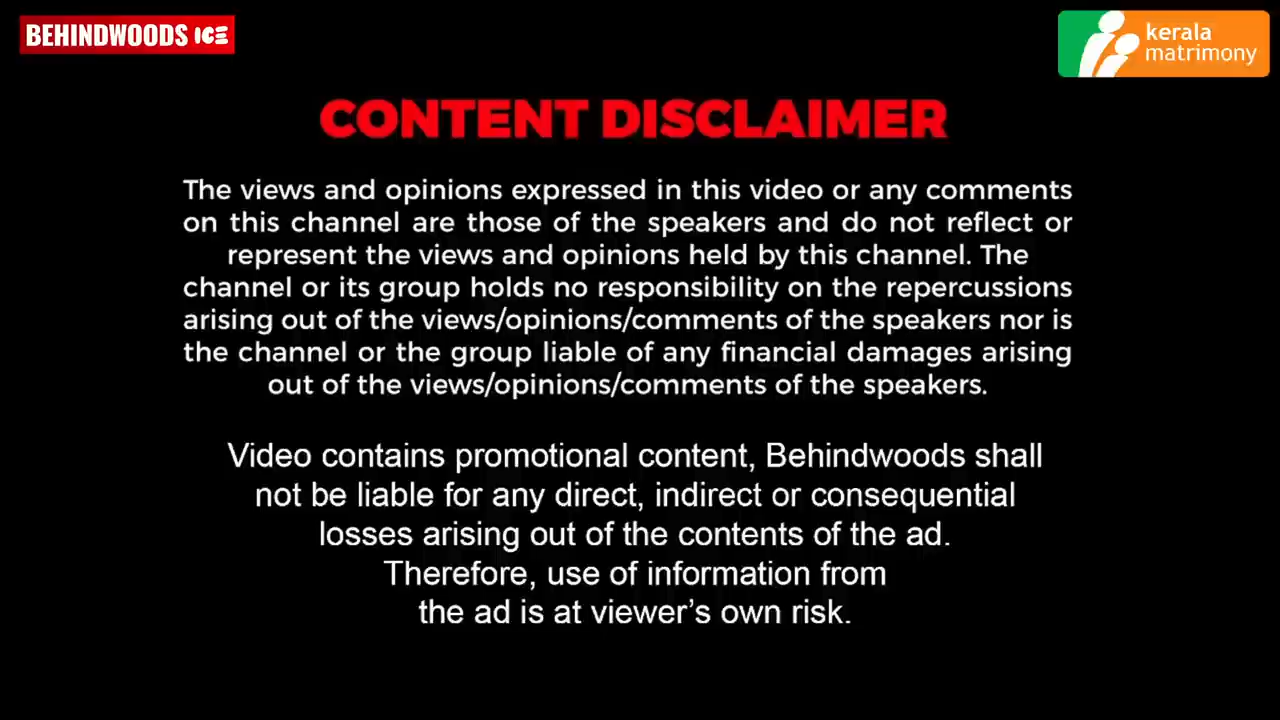 BEHINDWOODS ICE
kerala
matrimony
CONTENT DISCLAIMER
The views and opinions expressed in this video or any comments
on this channel are those of the speakers and do not reflect or
represent the views and opinions held by this channel. The
channel or its group holds no responsibility on the repercussions
arising out of the views/opinions/comments of the speakers nor is
the channel or the group liable of any financial damages arising
out of the views/opinions/comments of the speakers.
Video contains promotional content, Behindwoods shall
not be liable for any direct, indirect or consequential
losses arising out of the contents of the ad.
Therefore, use of information from
the ad is at viewer’s own risk.